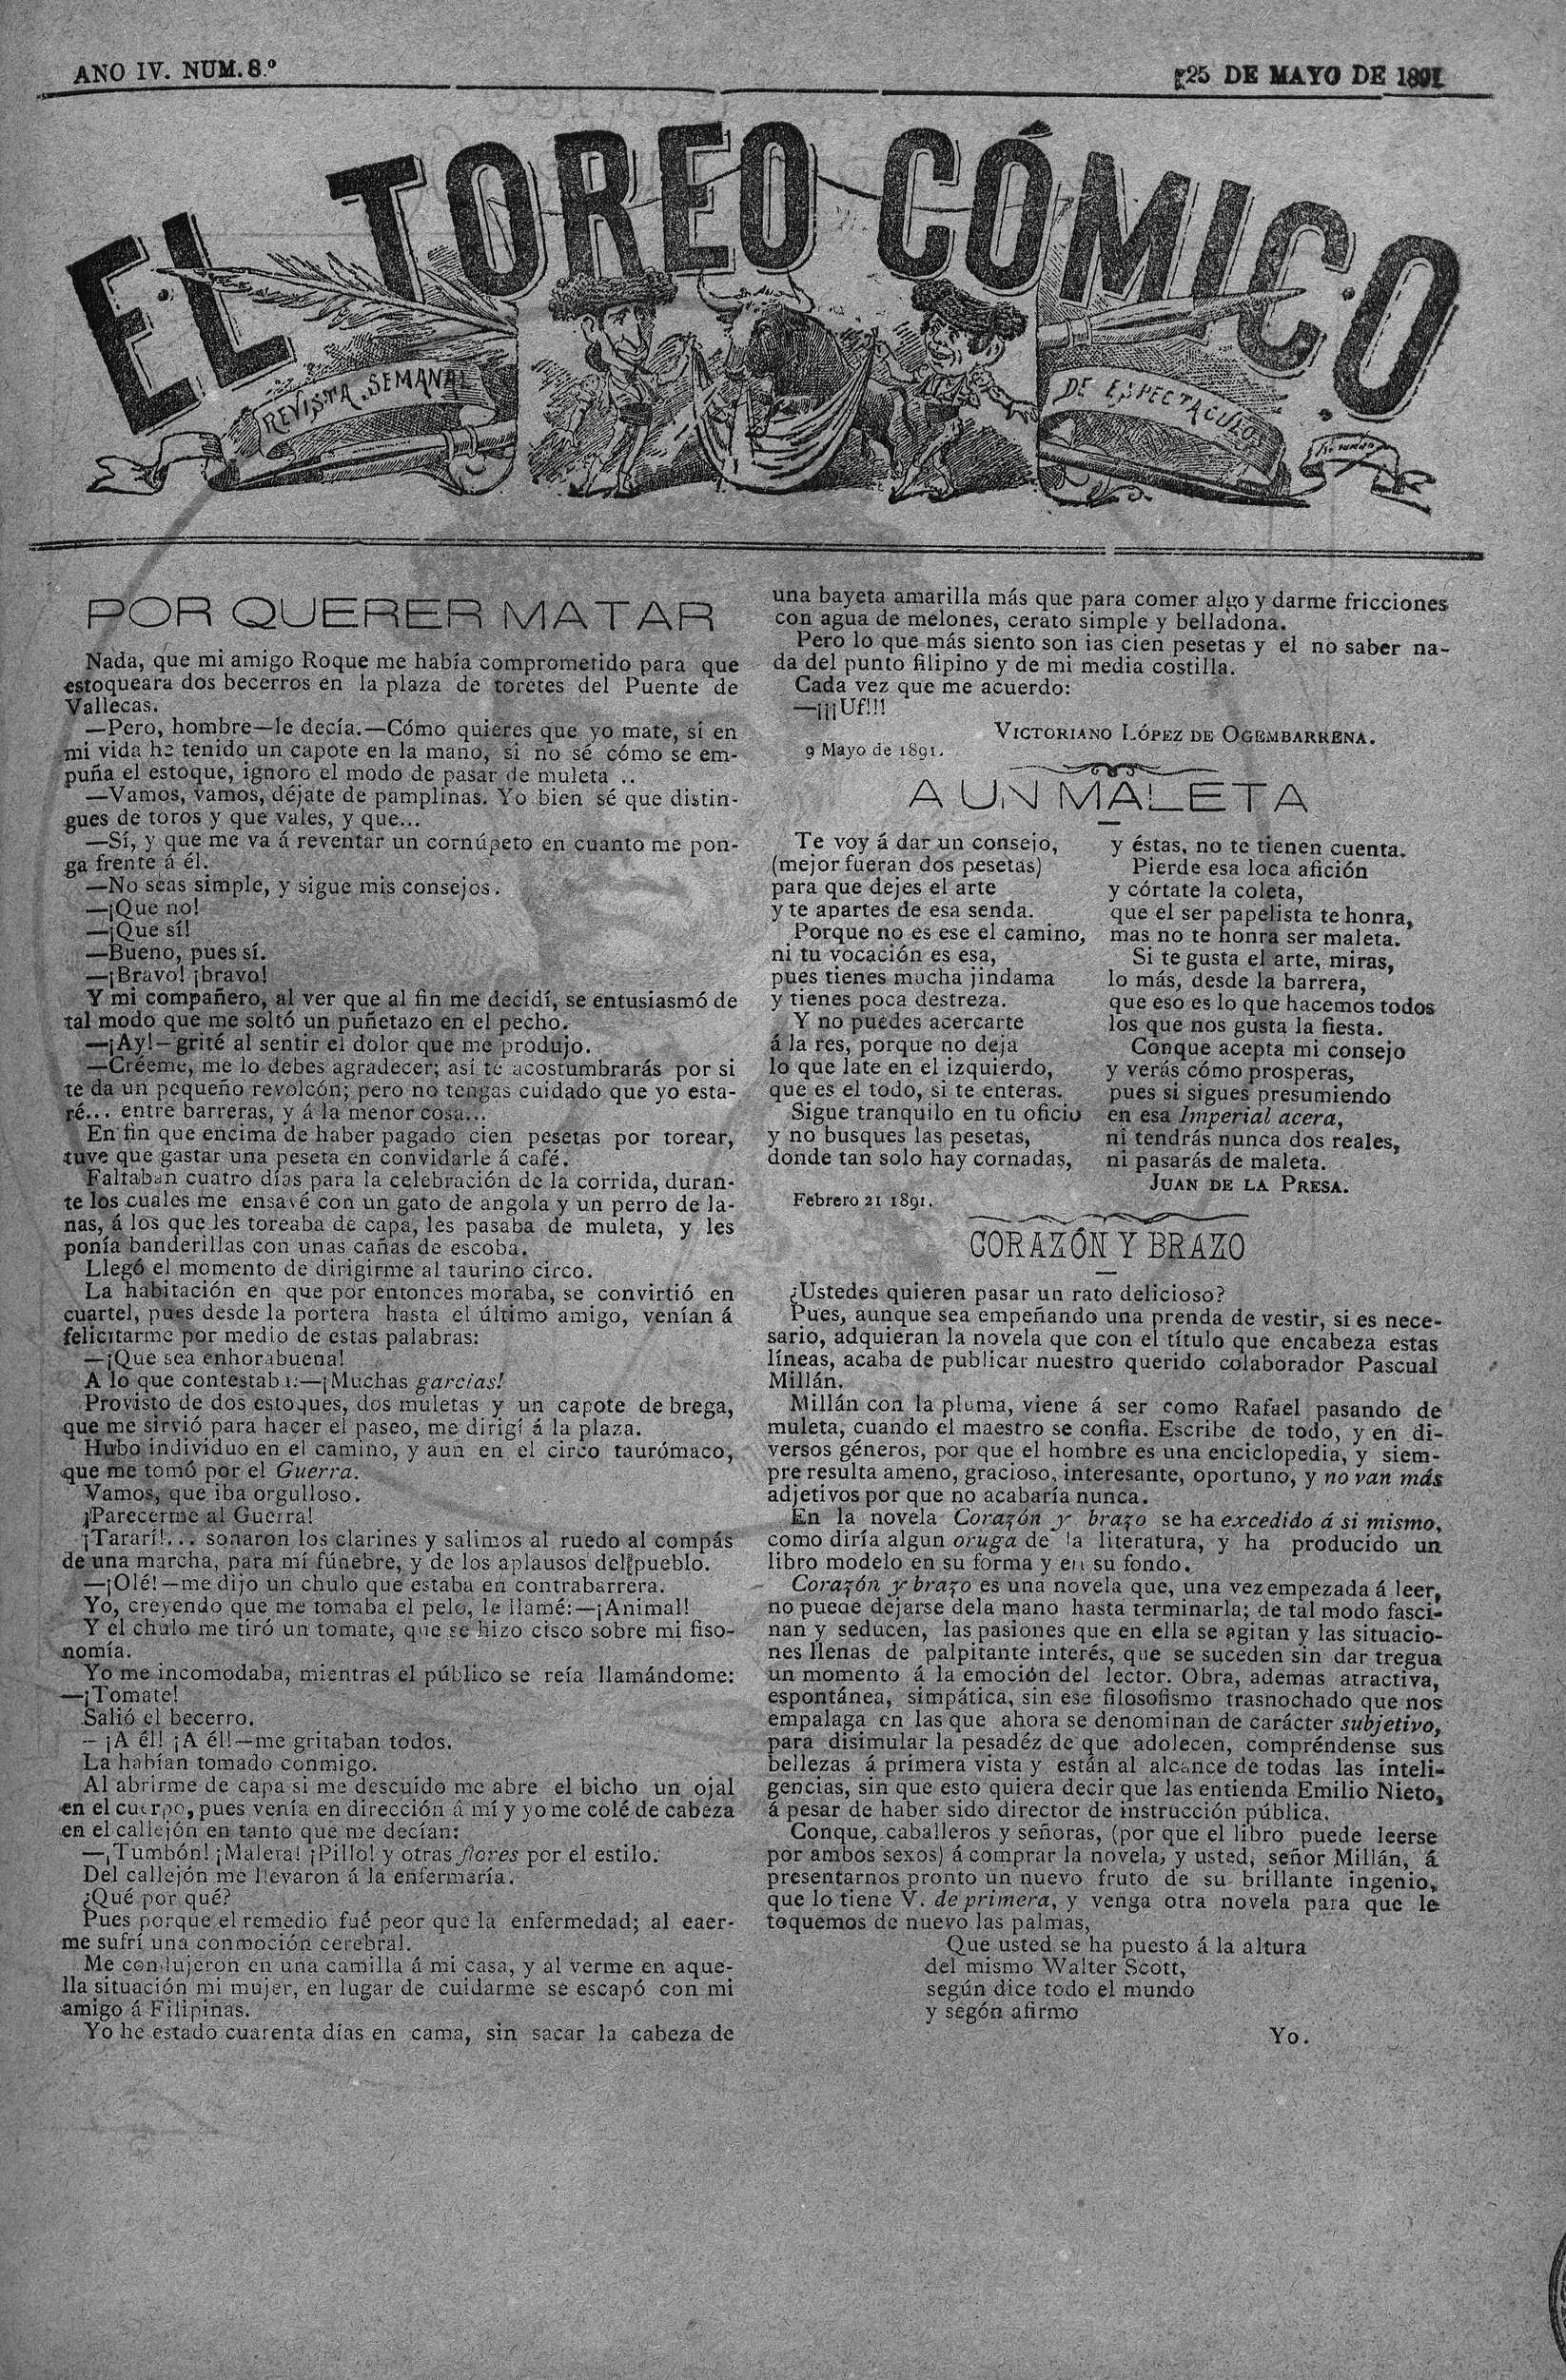 ANO IV. NUM. 8.º
25 DE MAYO DE 1891
EL TOREO CÓMICO
REVISTA SEMANAL
DE ESPECTACULOS
POR QUERER MATAR
Nada, que mi amigo Roque me había comprometido para que
estoqueara dos becerros en la plaza de toretes del Puente de
Vallecas.
—Pero, hombre—le decía.—Cómo quieres que yo mate, si en
mi vida he tenido un capote en la mano, si no sé cómo se em-
puña el estoque, ignoro el modo de pasar de muleta ..
—Vamos, vamos, déjate de pamplinas. Yo bien sé que distin-
gues de toros y que vales, y que...
—Sí, y que me va á reventar un cornúpeto en cuanto me pon-
ga frente á él.
—No seas simple, y sigue mis consejos.
—¡Que no!
—¡Que sí!
—Bueno, pues sí.
—¡Bravo! ¡bravo!
Y mi compañero, al ver que al fin me decidí, se entusiasmó de
tal modo que me soltó un puñetazo en el pecho.
—¡Ay!—grité al sentir el dolor que me produjo.
—Créeme, me lo debes agradecer; así te acostumbrarás por si
te da un pequeño revolcón; pero no tengas cuidado que yo esta-
ré... entre barreras, y á la menor cosa...
En fin que encima de haber pagado cien pesetas por torear,
tuve que gastar una peseta en convidarle á café.
Faltaban cuatro días para la celebración de la corrida, duran-
te los cuales me ensayé con un gato de angola y un perro de la-
nas, á los que les toreaba de capa, les pasaba de muleta, y les
ponía banderillas con unas cañas de escoba.
Llegó el momento de dirigirme al taurino circo.
La habitación en que por entonces moraba, se convirtió en
cuartel, pues desde la portera hasta el último amigo, venían á
felicitarme por medio de estas palabras:
—¡Que sea enhorabuena!
A lo que contestaba:—¡Muchas garcias!
Provisto de dos estoques, dos muletas y un capote de brega,
que me sirvió para hacer el paseo, me dirigí á la plaza.
Hubo individuo en el camino, y aun en el circo taurómaco,
que me tomó por el Guerra.
Vamos, que iba orgulloso.
¡Parecerme al Guerra!
¡Tararí!... sonaron los clarines y salimos al ruedo al compás
de una marcha, para mí fúnebre, y de los aplausos del pueblo.
—¡Olé!—me dijo un chulo que estaba en contrabarrera.
Yo, creyendo que me tomaba el pelo, le llamé:—¡Animal!
Y el chulo me tiró un tomate, que se hizo cisco sobre mi fiso-
nomía.
Yo me incomodaba, mientras el público se reía llamándome:
—¡Tomate!
Salió el becerro.
— ¡A él! ¡A él!—me gritaban todos.
La habían tomado conmigo.
Al abrirme de capa si me descuido me abre el bicho un ojal
en el cuerpo, pues venía en dirección á mí y yo me colé de cabeza
en el callejón en tanto que me decían:
—¡Tumbón! ¡Maleta! ¡Pillo! y otras flores por el estilo.
Del callejón me llevaron á la enfermaría.
¿Qué por qué?
Pues porque el remedio fué peor que la enfermedad; al eaer-
me sufrí una conmoción cerebral.
Me condujeron en una camilla á mi casa, y al verme en aque-
lla situación mi mujer, en lugar de cuidarme se escapó con mi
amigo á Filipinas.
Yo he estado cuarenta días en cama, sin sacar la cabeza de
una bayeta amarilla más que para comer algo y darme fricciones
con agua de melones, cerato simple y belladona.
Pero lo que más siento son ias cien pesetas y el no saber na-
da del punto filipino y de mi media costilla.
Cada vez que me acuerdo:
—¡¡¡Uf!!!
VICTORIANO LÓPEZ DE OGEMBARRENA.
9 Mayo de 1891.
A UN MALETA
Te voy á dar un consejo,
(mejor fueran dos pesetas)
para que dejes el arte
y te apartes de esa senda.
Porque no es ese el camino,
ni tu vocación es esa,
pues tienes mucha jindama
y tienes poca destreza.
Y no puedes acercarte
á la res, porque no deja
lo que late en el izquierdo,
que es el todo, si te enteras.
Sigue tranquilo en tu oficio
y no busques las pesetas,
donde tan solo hay cornadas,
y éstas, no te tienen cuenta.
Pierde esa loca afición
y córtate la coleta,
que el ser papelista te honra,
mas no te honra ser maleta.
Si te gusta el arte, miras,
lo más, desde la barrera,
que eso es lo que hacemos todos
los que nos gusta la fiesta.
Conque acepta mi consejo
y verás cómo prosperas,
pues si sigues presumiendo
en esa Imperial acera,
ni tendrás nunca dos reales,
ni pasarás de maleta.
JUAN DE LA PRESA.
Febrero 21 1891.
CORAZÓN Y BRAZO
¿Ustedes quieren pasar un rato delicioso?
Pues, aunque sea empeñando una prenda de vestir, si es nece-
sario, adquieran la novela que con el título que encabeza estas
líneas, acaba de publicar nuestro querido colaborador Pascual
Millán.
Millán con la pluma, viene á ser como Rafael pasando de
muleta, cuando el maestro se confia. Escribe de todo, y en di-
versos géneros, por que el hombre es una enciclopedia, y siem-
pre resulta ameno, gracioso, interesante, oportuno, y no van más
adjetivos por que no acabaría nunca.
En la novela Corazón y brazo se ha excedido á si mismo,
como diría algun oruga de la literatura, y ha producido un
libro modelo en su forma y en su fondo.
Corazón y brazo es una novela que, una vez empezada á leer,
no puede dejarse dela mano hasta terminarla; de tal modo fasci-
nan y seducen, las pasiones que en ella se agitan y las situacio-
nes llenas de palpitante interés, que se suceden sin dar tregua
un momento á la emoción del lector. Obra, ademas atractiva,
espontánea, simpática, sin ese filosofismo trasnochado que nos
empalaga en las que ahora se denominan de carácter subjetivo,
para disimular la pesadéz de que adolecen, compréndense sus
bellezas á primera vista y están al alcance de todas las inteli-
gencias, sin que esto quiera decir que las entienda Emilio Nieto,
á pesar de haber sido director de instrucción pública.
Conque, caballeros y señoras, (por que el libro puede leerse
por ambos sexos) á comprar la novela, y usted, señor Millán, á
presentarnos pronto un nuevo fruto de su brillante ingenio,
que lo tiene V. de primera, y venga otra novela para que le
toquemos de nuevo las palmas,
Que usted se ha puesto á la altura
del mismo Walter Scott,
según dice todo el mundo
y segón afirmo
Yo.